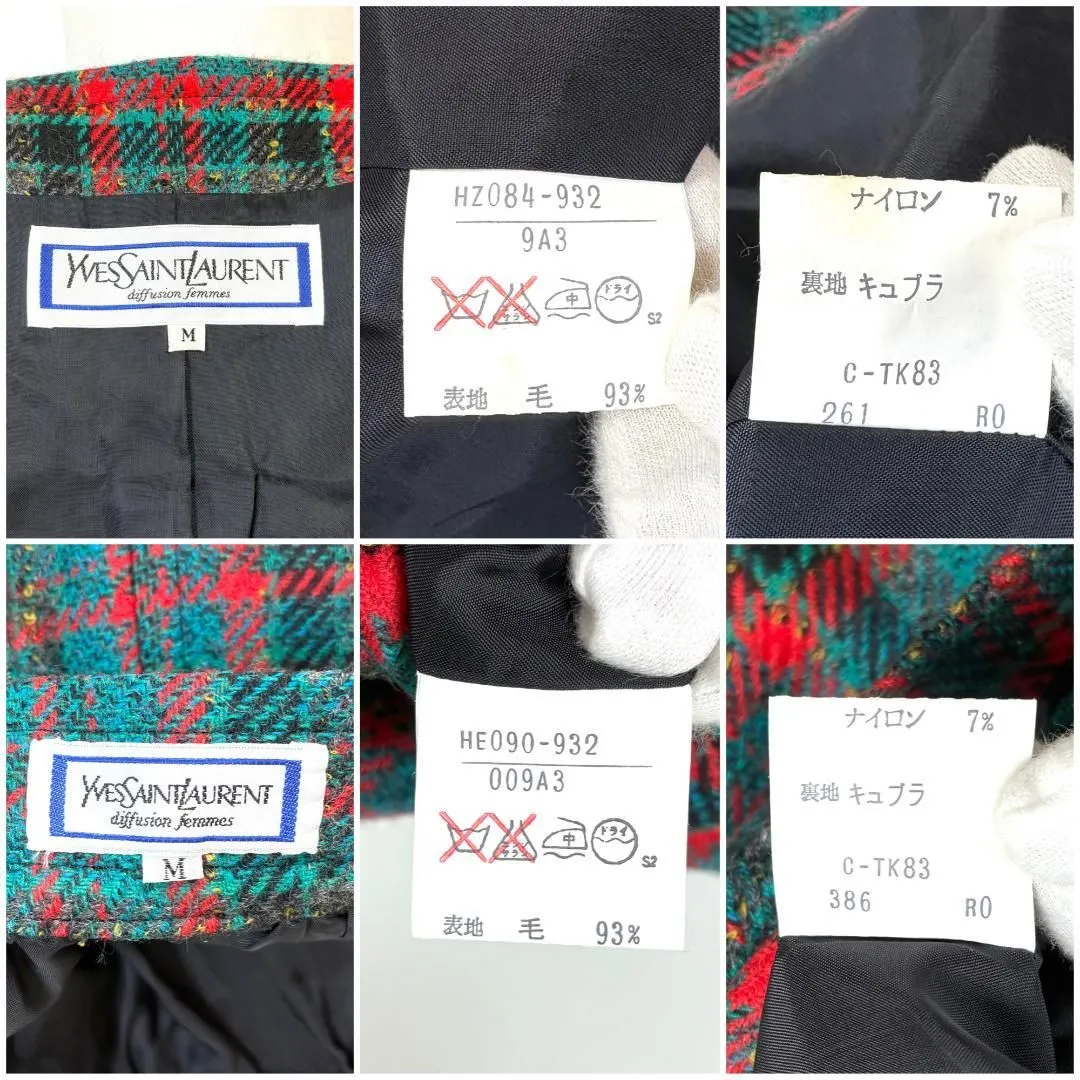 YVESSAINTLAURENT
diffusion femmes
M
HZ084-932
9A3
中
ドライ
S2
表地 毛 93%
ナイロン 7%
裏地 キュプラ
C-TK83
261 R0
YVESSAINTLAURENT
diffusion femmes
M
HE090-932
009A3
中
ドライ
S2
表地 毛 93%
ナイロン 7%
裏地 キュプラ
C-TK83
386 R0